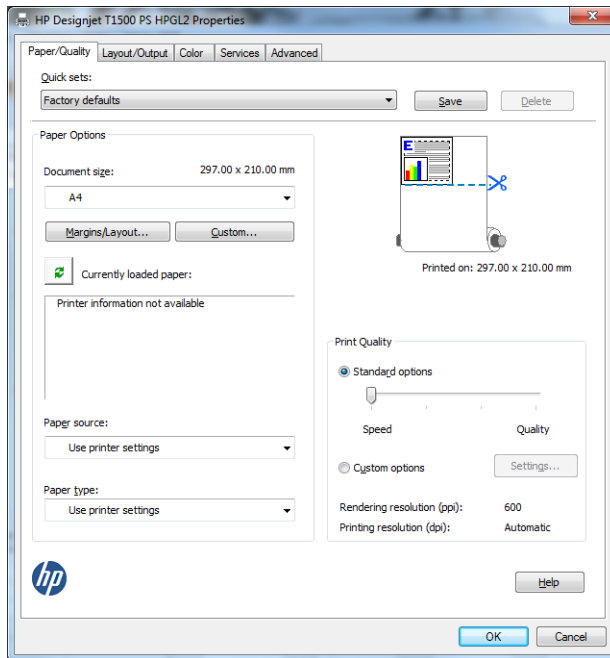 HP Designjet T1500 PS HPGL2 Properties
Paper/Quality Layout/Output Color Services Advanced
Quick sets:
Factory defaults
Save
Delete
Paper Options
Document size: 297.00 x 210.00 mm
A4
Margins/Layout...
Custom...
Currently loaded paper:
Printer information not available
Paper source:
Use printer settings
Paper type:
Use printer settings
E
Printed on: 297.00 x 210.00 mm
Print Quality
Standard options
Speed Quality
Custom options
Settings...
Rendering resolution (ppi): 600
Printing resolution (dpi): Automatic
hp
Help
OK
Cancel